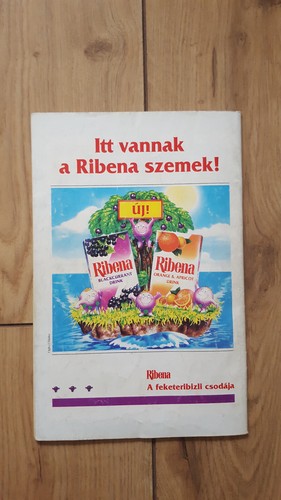 Itt vannak
a Ribena szemek!
ÚJ!
Ribena
BLACKCURRANT
DRINK
Ribena
ORANGE & APRICOT
DRINK
Ribena
A feketeribizli csodája